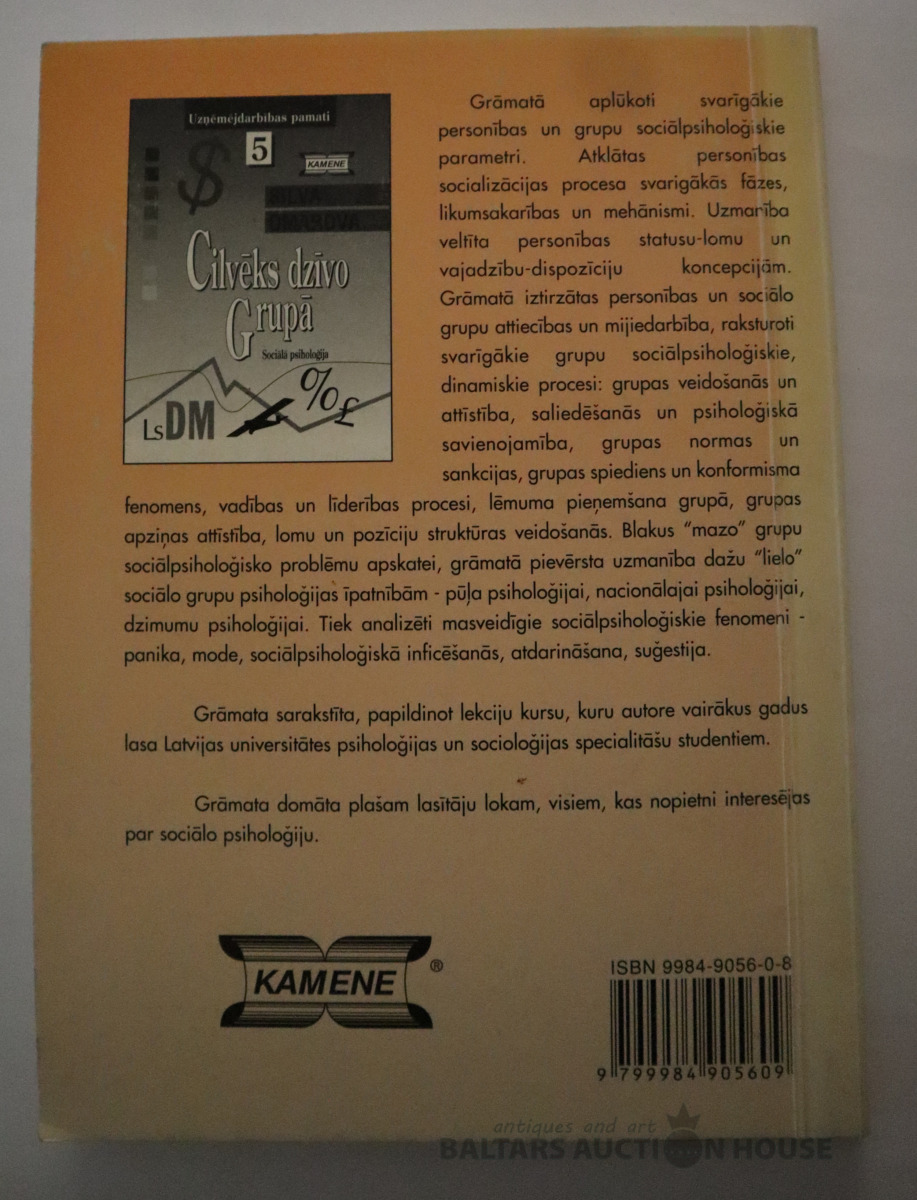 Uzņēmējdarbības pamati
5
KAMENE
SILVA
OMAROVA
Cilvēks dzīvo
Grupā
Sociālā psiholoģija
$
%
£
Ls DM
Grāmatā aplūkoti svarīgākie
personības un grupu sociālpsiholoģiskie
parametri. Atklātas personības
socializācijas procesa svarigākās fāzes,
likumsakarības un mehānismi. Uzmanība
veltīta personības statusu-lomu un
vajadzību-dispozīciju koncepcijām.
Grāmatā iztirzātas personības un sociālo
grupu attiecības un mijiedarbība, raksturoti
svarīgākie grupu sociālpsiholoģiskie,
dinamiskie procesi: grupas veidošanās un
attīstība, saliedēšanās un psiholoģiskā
savienojamība, grupas normas un
sankcijas, grupas spiediens un konformisma
fenomens, vadības un līderības procesi, lēmuma pieņemšana grupā, grupas
apziņas attīstība, lomu un pozīciju struktūras veidošanās. Blakus "mazo" grupu
sociālpsiholoģisko problēmu apskatei, grāmatā pievērsta uzmanība dažu "lielo"
sociālo grupu psiholoģijas īpatnībām - pūļa psiholoģijai, nacionālajai psiholoģijai,
dzimumu psiholoģijai. Tiek analizēti masveidīgie sociālpsiholoģiskie fenomeni -
panika, mode, sociālpsiholoģiskā inficēšanās, atdarināšana, suģestija.
Grāmata sarakstīta, papildinot lekciju kursu, kuru autore vairākus gadus
lasa Latvijas universitātes psiholoģijas un socioloģijas specialitāšu studentiem.
Grāmata domāta plašam lasītāju lokam, visiem, kas nopietni interesējas
par sociālo psiholoģiju.
KAMENE ®
ISBN 9984-9056-0-8
9 799984 905609
antiques and art
BALTARS AUCTION HOUSE